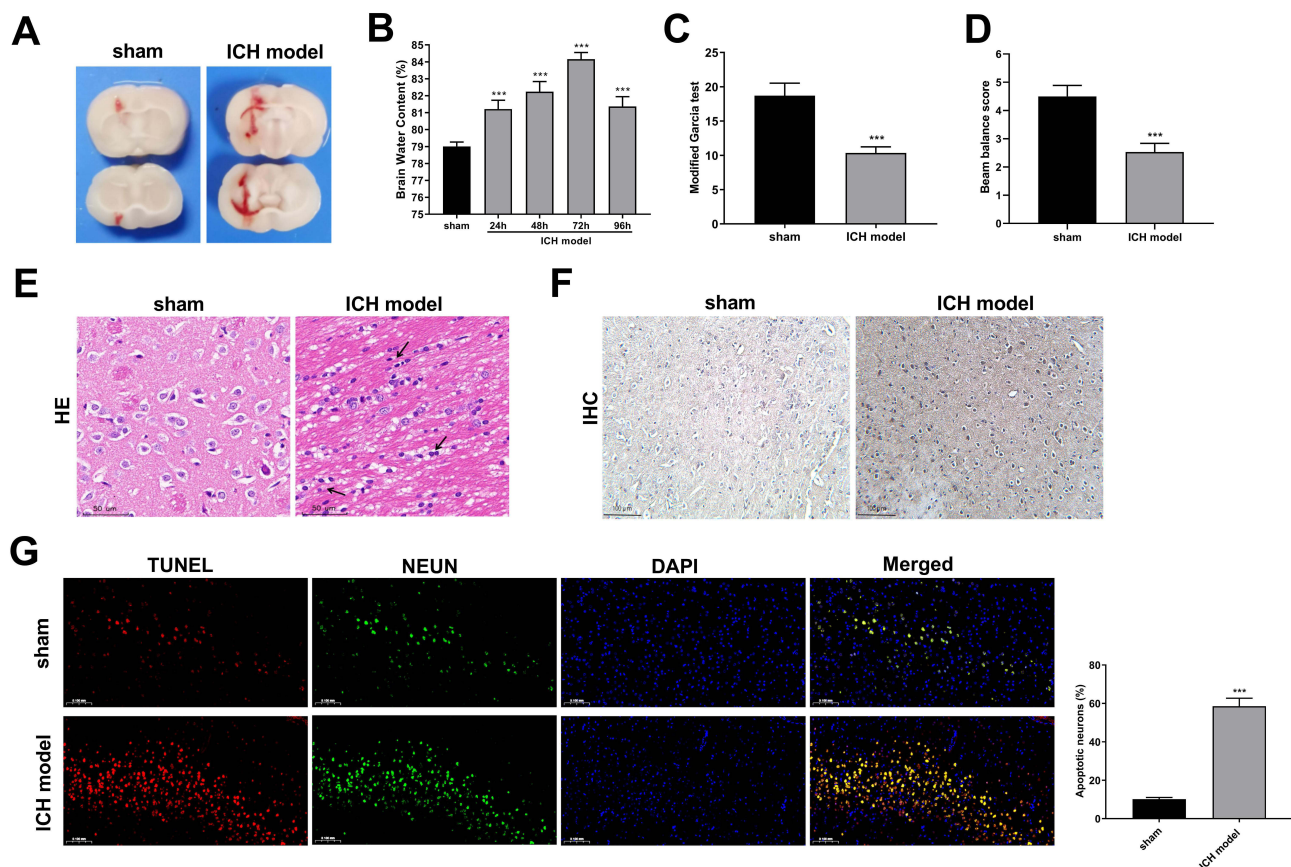 A
sham
ICH model
B
Brain Water Content (%)
85
84
83
82
81
80
79
78
77
76
75
***
***
***
***
sham
24h
48h
72h
96h
ICH model
C
Modified Garcia test
25
20
15
10
5
0
***
sham
ICH model
D
Beam balance score
6
5
4
3
2
1
0
***
sham
ICH model
E
sham
ICH model
HE
50 um
50 um
F
sham
ICH model
IHC
100 µm
100 µm
G
TUNEL
NEUN
DAPI
Merged
sham
ICH model
Apoptotic neurons (%)
80
60
40
20
0
***
sham
ICH model